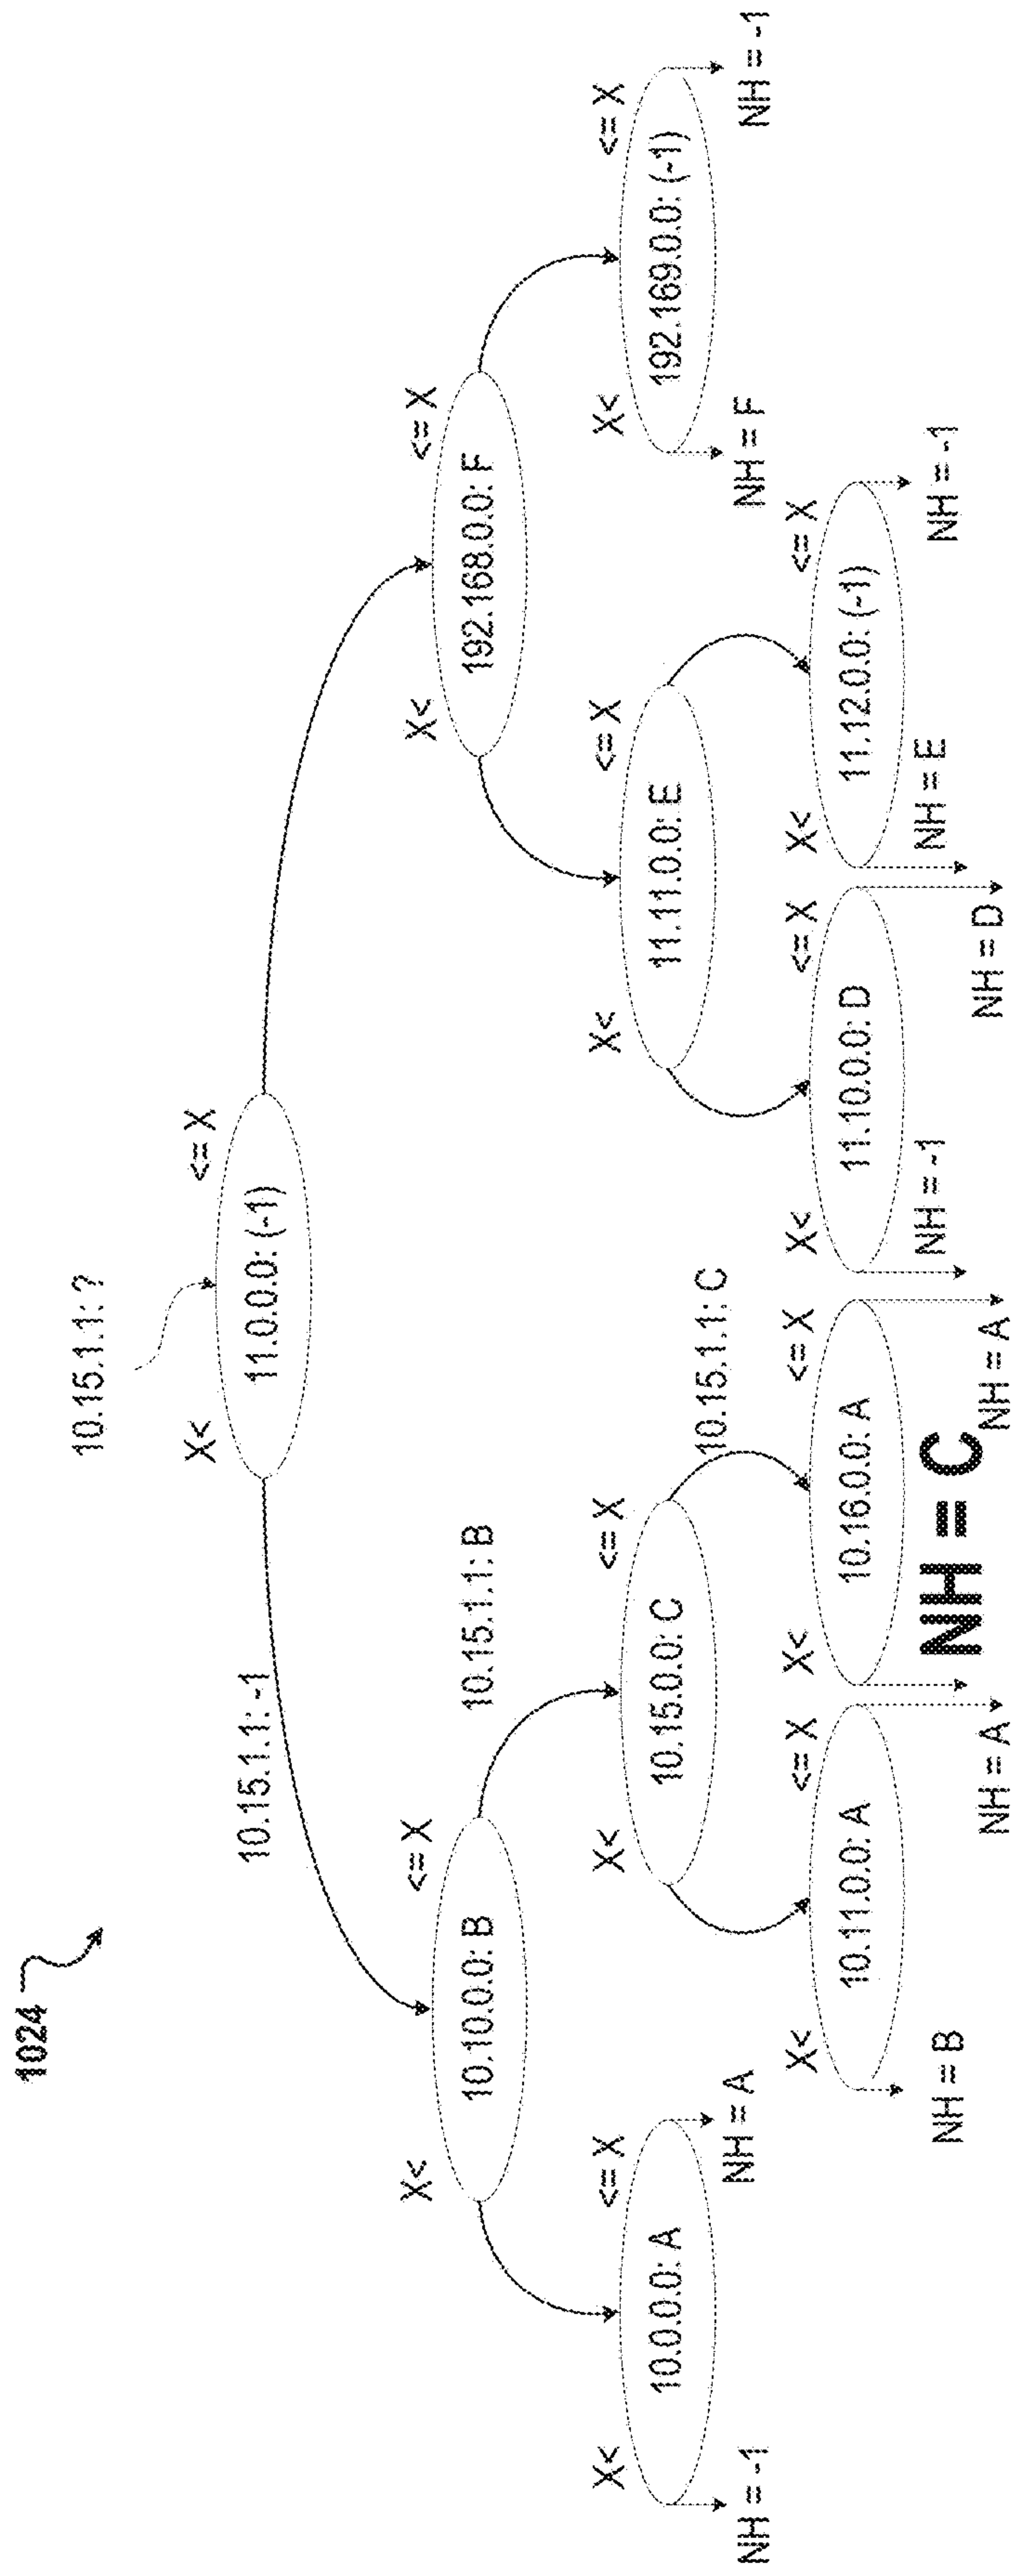 1024
10.15.1.1: ?
X<
<= X
11.0.0.0: (-1)
10.15.1.1: -1
X<
<= X
10.10.0.0: B
10.15.1.1: B
X<
<= X
192.168.0.0: F
X<
<= X
10.0.0.0: A
NH = -1
NH = A
X<
<= X
10.15.0.0: C
10.15.1.1: C
X<
<= X
11.11.0.0: E
X<
<= X
192.169.0.0: (-1)
NH = F
NH = -1
X<
<= X
10.11.0.0: A
NH = B
NH = A
X<
<= X
10.16.0.0: A
NH = C
NH = A
X<
<= X
11.10.0.0: D
NH = -1
NH = D
X<
<= X
11.12.0.0: (-1)
NH = E
NH = -1